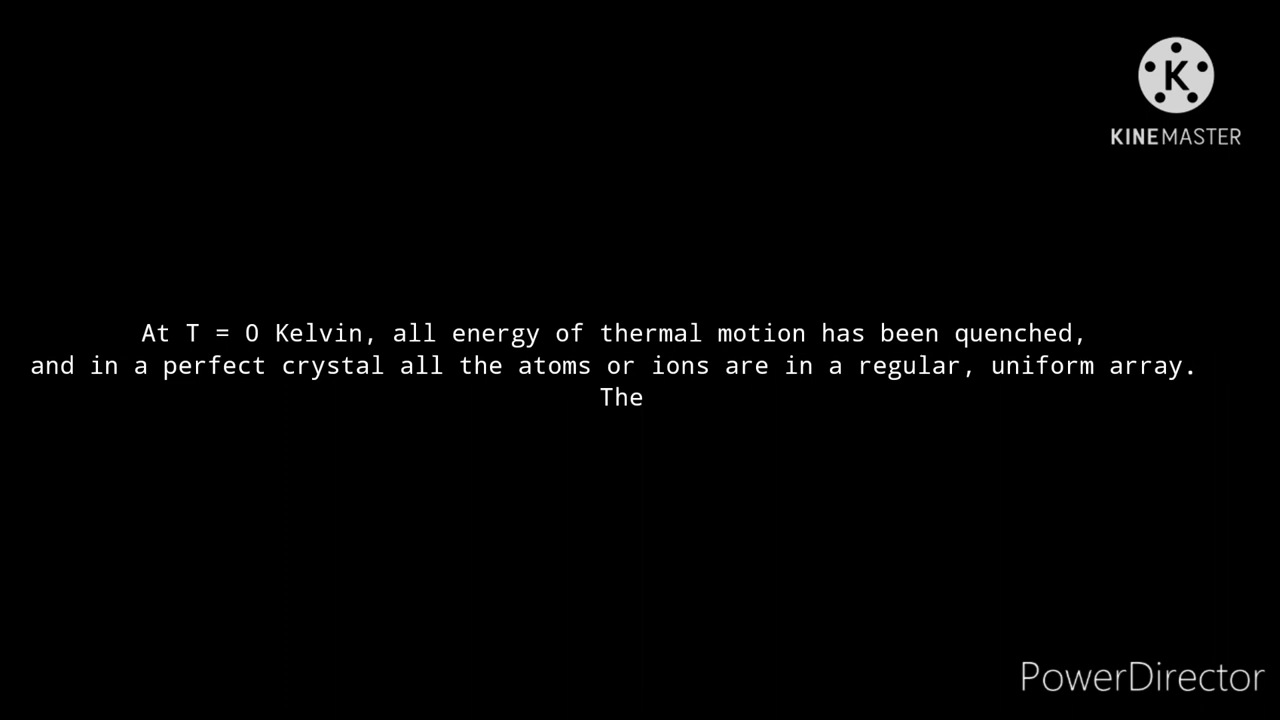 K
KINEMASTER
At T = 0 Kelvin, all energy of thermal motion has been quenched,
and in a perfect crystal all the atoms or ions are in a regular, uniform array.
The
PowerDirector